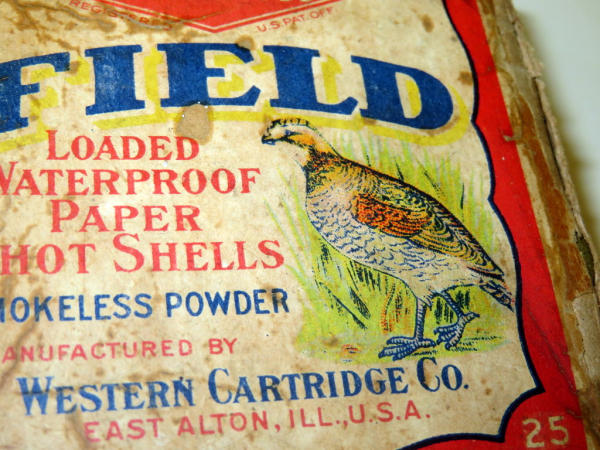 REGISTERED U.S. PAT. OFF.
FIELD
LOADED
WATERPROOF
PAPER
HOT SHELLS
MOKELESS POWDER
ANUFACTURED BY
WESTERN CARTRIDGE CO.
EAST ALTON, ILL., U.S.A.
25